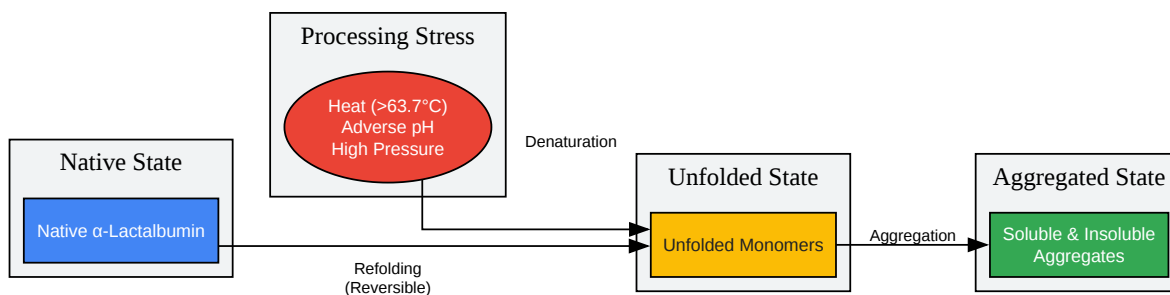 Processing Stress
Heat (>63.7°C)
Adverse pH
High Pressure
Denaturation
Native State
Native α-Lactalbumin
Refolding
(Reversible)
Unfolded State
Unfolded Monomers
Aggregation
Aggregated State
Soluble & Insoluble
Aggregates